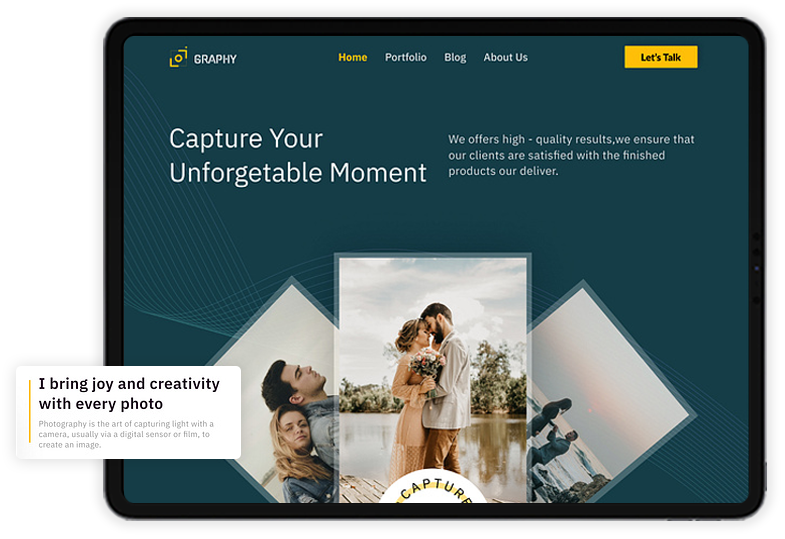 GRAPHY
Home Portfolio Blog About Us
Let's Talk
Capture Your
Unforgetable Moment
We offers high - quality results,we ensure that
our clients are satisfied with the finished
products our deliver.
I bring joy and creativity
with every photo
Photography is the art of capturing light with a
camera, usually via a digital sensor or film, to
create an image.
CAPTURE